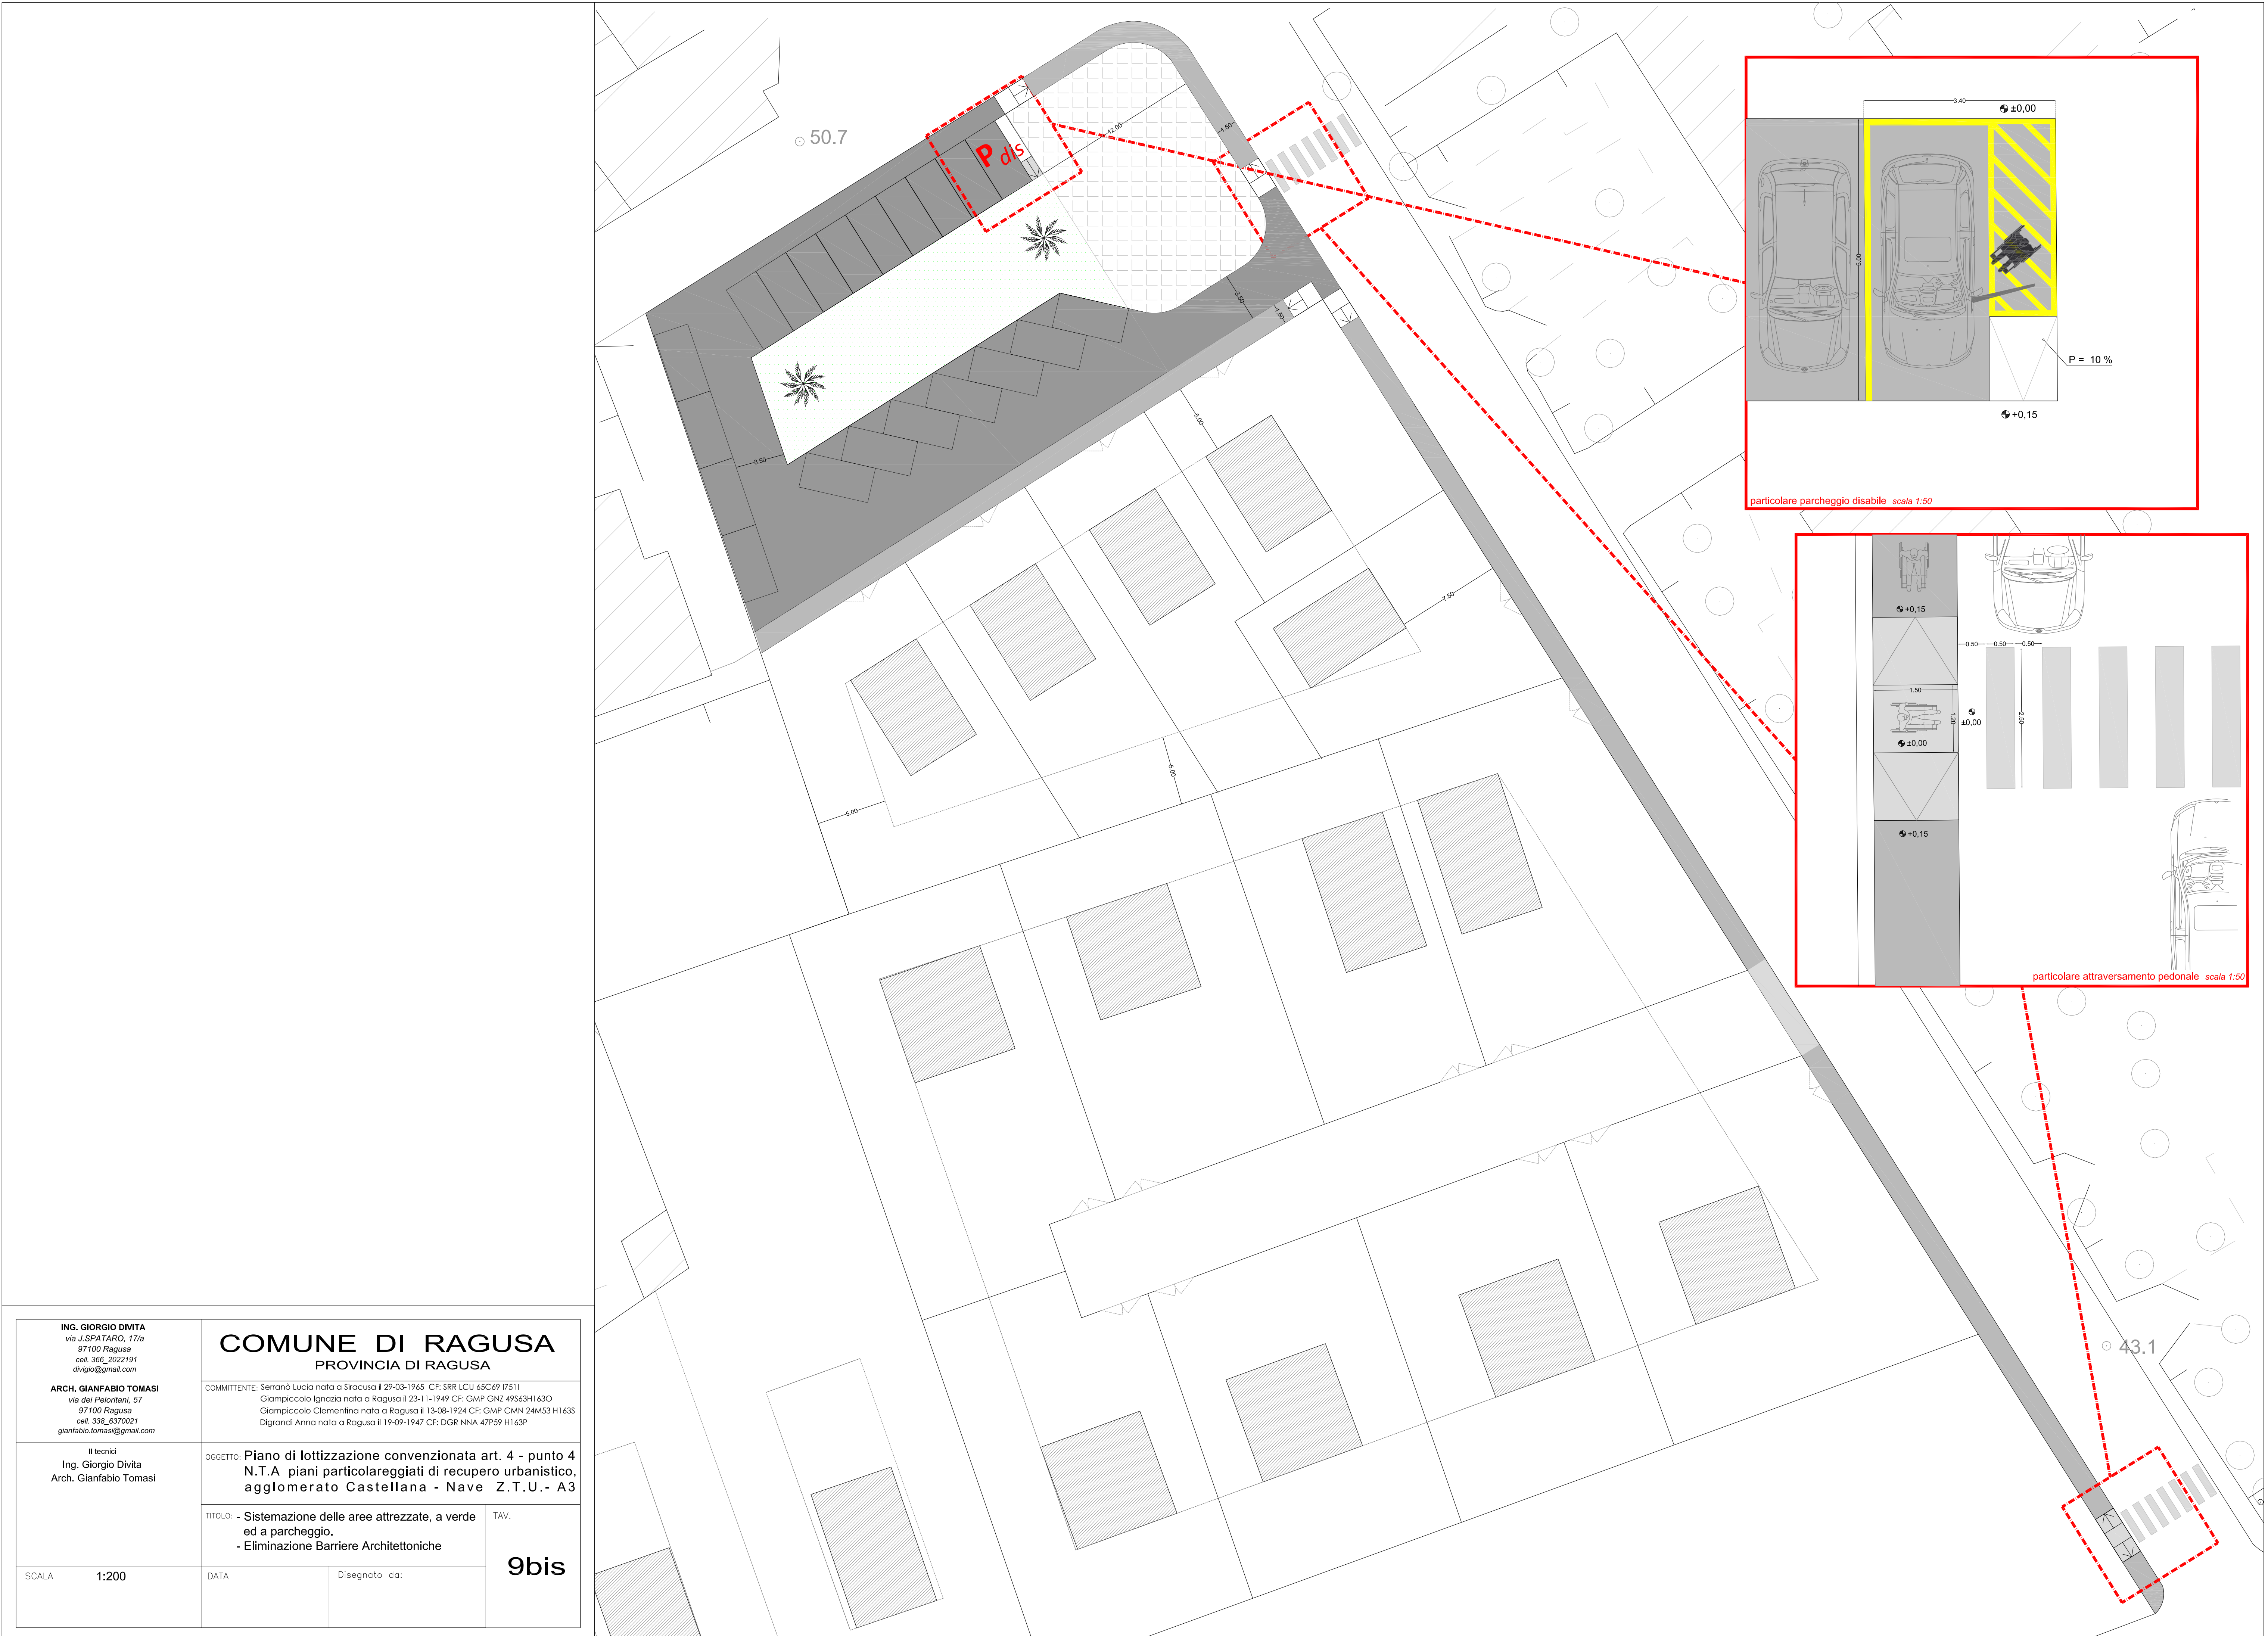 50.7
P dis
12.00
1.50
3.50
1.50
3.50
5.00
7.50
5.00
5.00
43.1
3.40
±0,00
5.00
P = 10 %
+0,15
particolare parcheggio disabile scala 1:50
+0,15
0.50 0.50 0.50
1.50
1.20
±0,00
2.50
±0,00
+0,15
particolare attraversamento pedonale scala 1:50
ING. GIORGIO DIVITA
via J.SPATARO, 17/a
97100 Ragusa
cell. 366_2022191
divigio@gmail.com
ARCH. GIANFABIO TOMASI
via dei Peloritani, 57
97100 Ragusa
cell. 338_6370021
gianfabio.tomasi@gmail.com
Il tecnici
Ing. Giorgio Divita
Arch. Gianfabio Tomasi
SCALA 1:200
COMUNE DI RAGUSA
PROVINCIA DI RAGUSA
COMMITTENTE: Serranò Lucia nata a Siracusa il 29-03-1965 CF: SRR LCU 65C69 I751I
Giampiccolo Ignazia nata a Ragusa il 23-11-1949 CF: GMP GNZ 49S63H163O
Giampiccolo Clementina nata a Ragusa il 13-08-1924 CF: GMP CMN 24M53 H163S
Digrandi Anna nata a Ragusa il 19-09-1947 CF: DGR NNA 47P59 H163P
OGGETTO: Piano di lottizzazione convenzionata art. 4 - punto 4
N.T.A piani particolareggiati di recupero urbanistico,
agglomerato Castellana - Nave Z.T.U.- A3
TITOLO: - Sistemazione delle aree attrezzate, a verde
ed a parcheggio.
- Eliminazione Barriere Architettoniche
TAV.
9bis
DATA
Disegnato da: